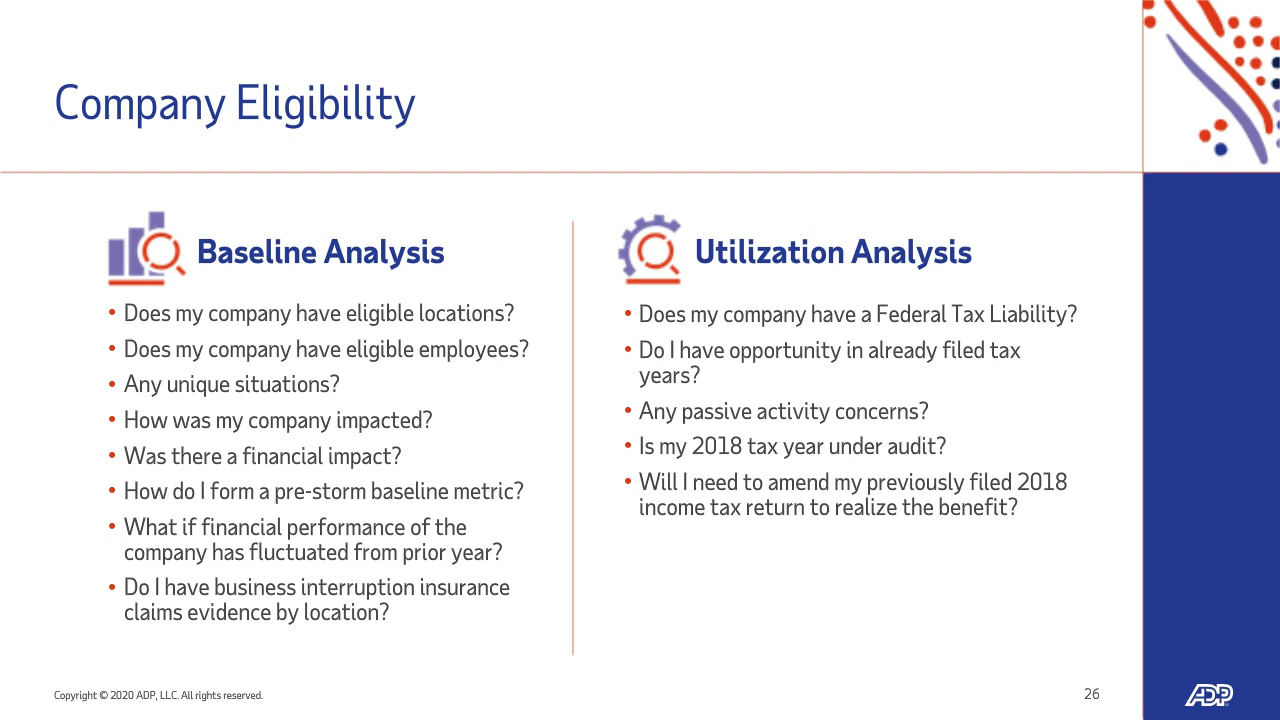 Company Eligibility
Baseline Analysis
• Does my company have eligible locations?
• Does my company have eligible employees?
• Any unique situations?
• How was my company impacted?
• Was there a financial impact?
• How do I form a pre-storm baseline metric?
• What if financial performance of the
company has fluctuated from prior year?
• Do I have business interruption insurance
claims evidence by location?
Utilization Analysis
• Does my company have a Federal Tax Liability?
• Do I have opportunity in already filed tax
years?
• Any passive activity concerns?
• Is my 2018 tax year under audit?
• Will I need to amend my previously filed 2018
income tax return to realize the benefit?
Copyright © 2020 ADP, LLC. All rights reserved.
26
ADP